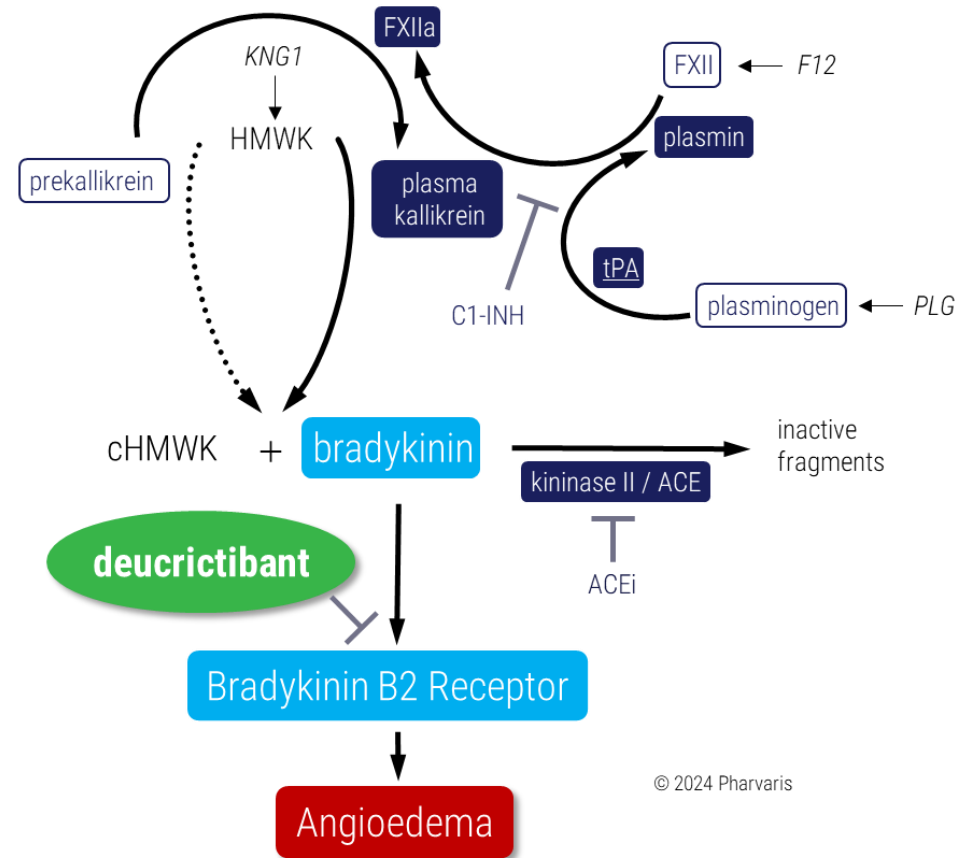 FXIIa
KNG1
FXII
F12
HMWK
plasmin
prekallikrein
plasma
kallikrein
tPA
C1-INH
plasminogen
PLG
cHMWK + bradykinin
inactive
fragments
kininase II / ACE
deucrictibant
ACEi
Bradykinin B2 Receptor
© 2024 Pharvaris
Angioedema